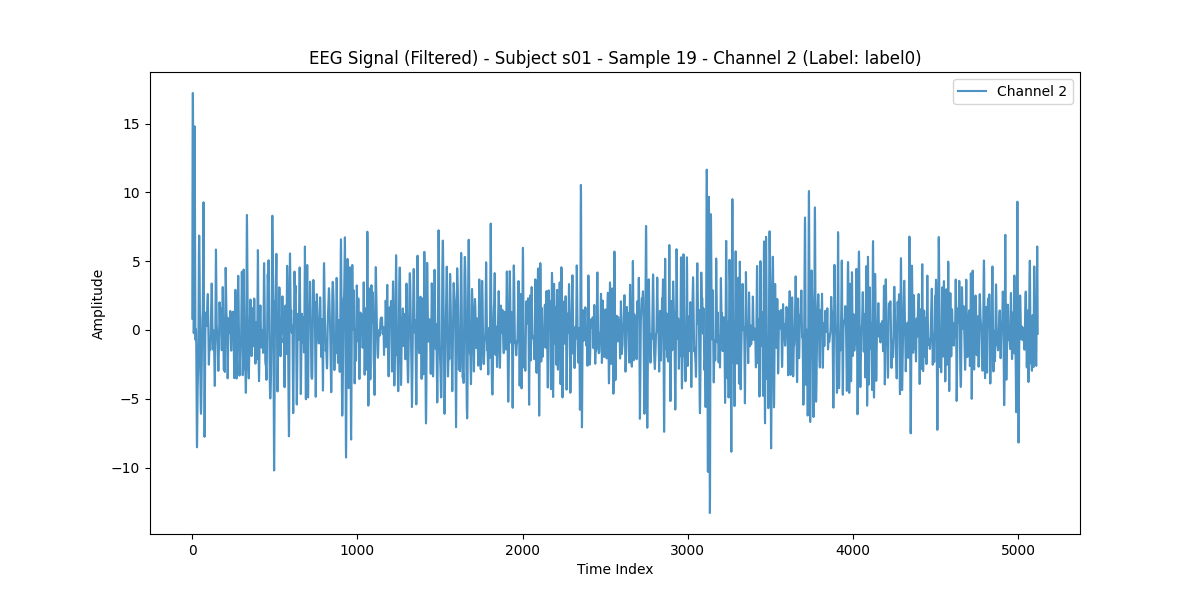 EEG Signal (Filtered) - Subject s01 - Sample 19 - Channel 2 (Label: label0)
Channel 2
15
10
5
0
−5
−10
Amplitude
0 1000 2000 3000 4000 5000
Time Index